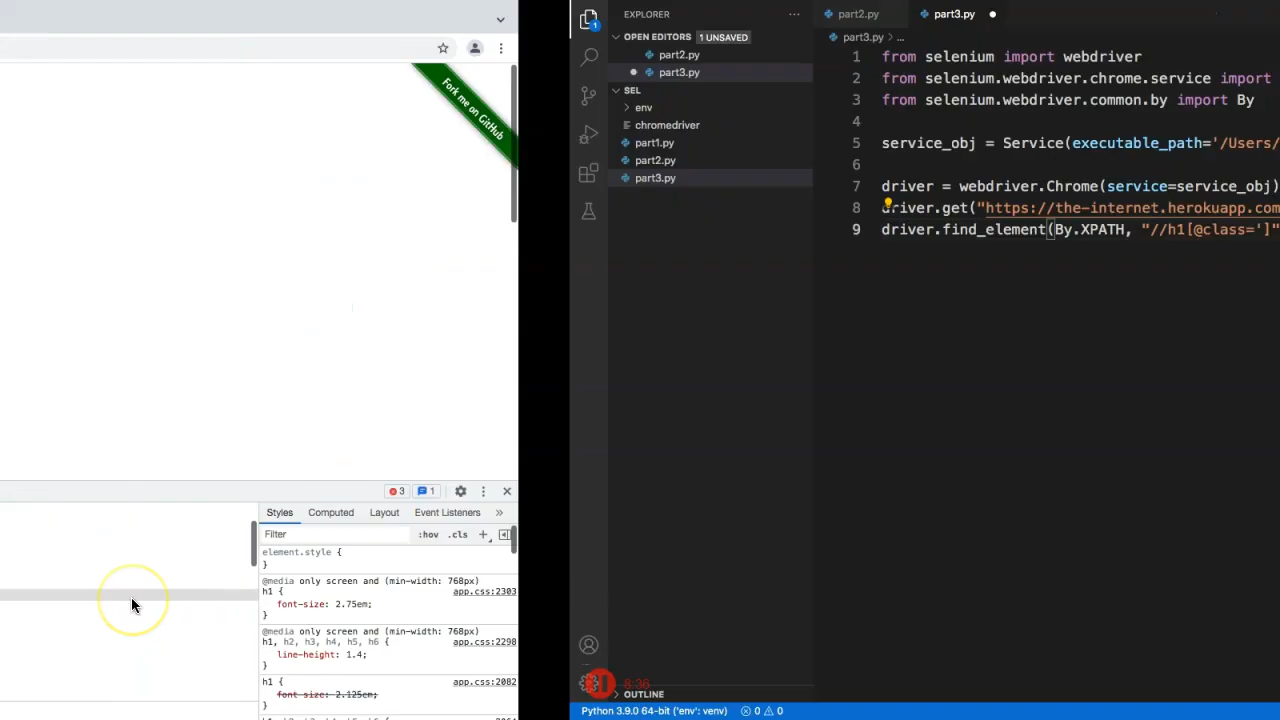 Fork me on GitHub
3
1
Styles
Computed
Layout
Event Listeners
»
Filter
:hov
.cls
+
element.style {
}
@media only screen and (min-width: 768px)
h1 {
app.css:2303
font-size: 2.75em;
}
@media only screen and (min-width: 768px)
h1, h2, h3, h4, h5, h6 {
app.css:2298
line-height: 1.4;
}
h1 {
app.css:2082
font-size: 2.125em;
}
EXPLORER
...
OPEN EDITORS
1 UNSAVED
part2.py
part3.py
SEL
env
chromedriver
part1.py
part2.py
part3.py
1
8:36
OUTLINE
Python 3.9.0 64-bit ('env': venv)
0
0
part2.py
part3.py
part3.py > ...
1 from selenium import webdriver
2 from selenium.webdriver.chrome.service import
3 from selenium.webdriver.common.by import By
4
5 service_obj = Service(executable_path='/Users/
6
7 driver = webdriver.Chrome(service=service_obj)
8 driver.get("https://the-internet.herokuapp.com
9 driver.find_element(By.XPATH, "//h1[@class=']"